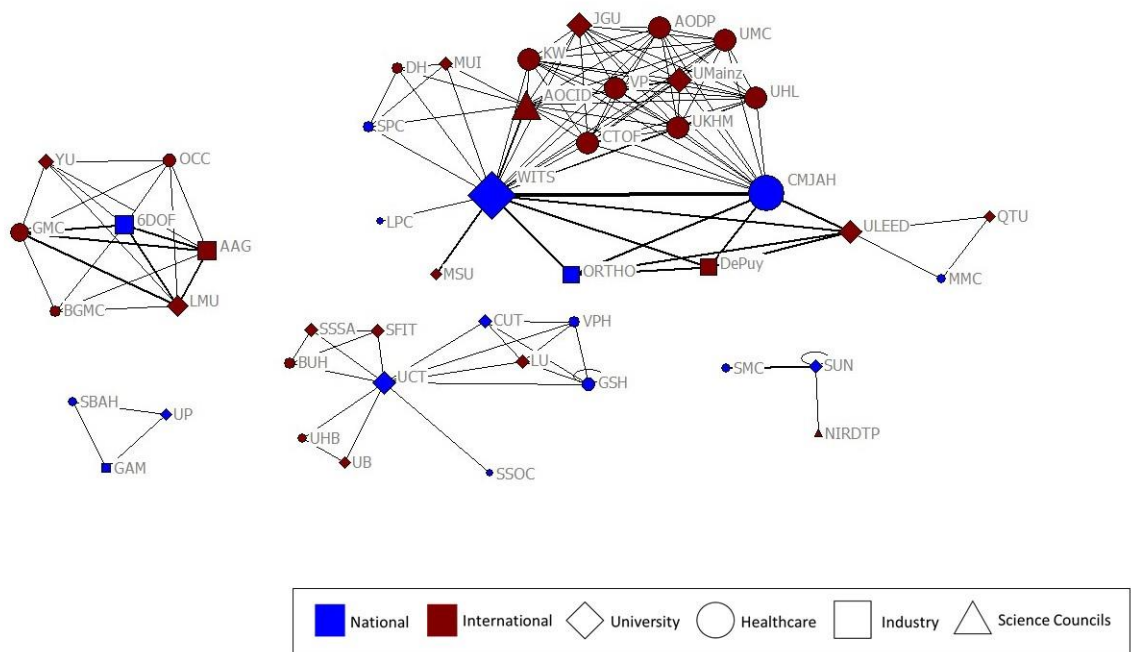 JGU
AODP
UMC
KW
DH
MUI
VP
UMainz
UHL
AOCID
SPC
CTOF
UKHM
YU
OCC
WITS
CMJAH
LPC
QTU
GMC
6DOF
AAG
ULEED
MSU
ORTHO
DePuy
MMC
BGMC
LMU
SSSA
SFIT
CUT
VPH
BUH
UCT
LU
GSH
SMC
SUN
SBAH
UP
UHB
NIRDTP
UB
SSOC
GAM
National International University Healthcare Industry Science Councils